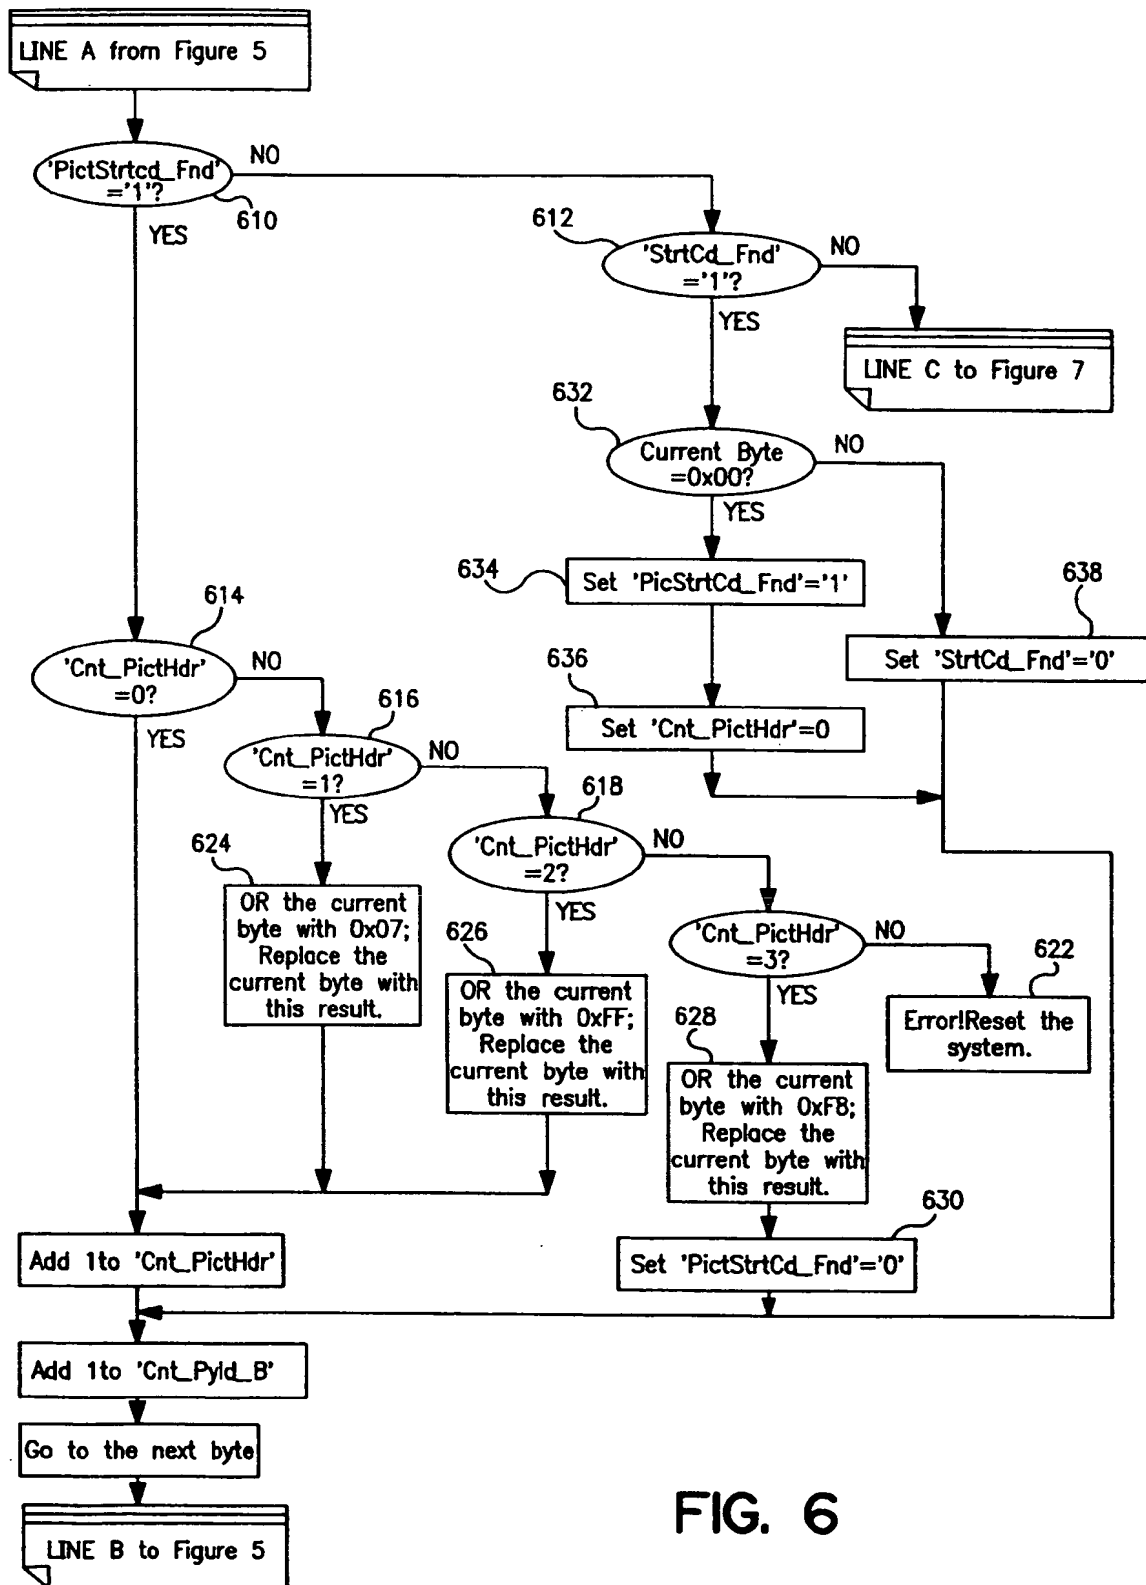 LINE A from Figure 5
'PictStrtcd_Fnd'
='1'?
NO
610
YES
612
'StrtCd_Fnd'
='1'?
NO
YES
LINE C to Figure 7
632
Current Byte
=0x00?
NO
YES
634
Set 'PicStrtCd_Fnd'='1'
638
Set 'StrtCd_Fnd'='0'
636
Set 'Cnt_PictHdr'=0
614
'Cnt_PictHdr'
=0?
NO
YES
616
'Cnt_PictHdr'
=1?
NO
YES
618
'Cnt_PictHdr'
=2?
NO
YES
624
OR the current
byte with 0x07;
Replace the
current byte with
this result.
626
OR the current
byte with 0xFF;
Replace the
current byte with
this result.
'Cnt_PictHdr'
=3?
NO
YES
622
Error!Reset the
system.
628
OR the current
byte with 0xF8;
Replace the
current byte with
this result.
630
Set 'PictStrtCd_Fnd'='0'
Add 1to 'Cnt_PictHdr'
Add 1to 'Cnt_Pyld_B'
Go to the next byte
LINE B to Figure 5
FIG. 6